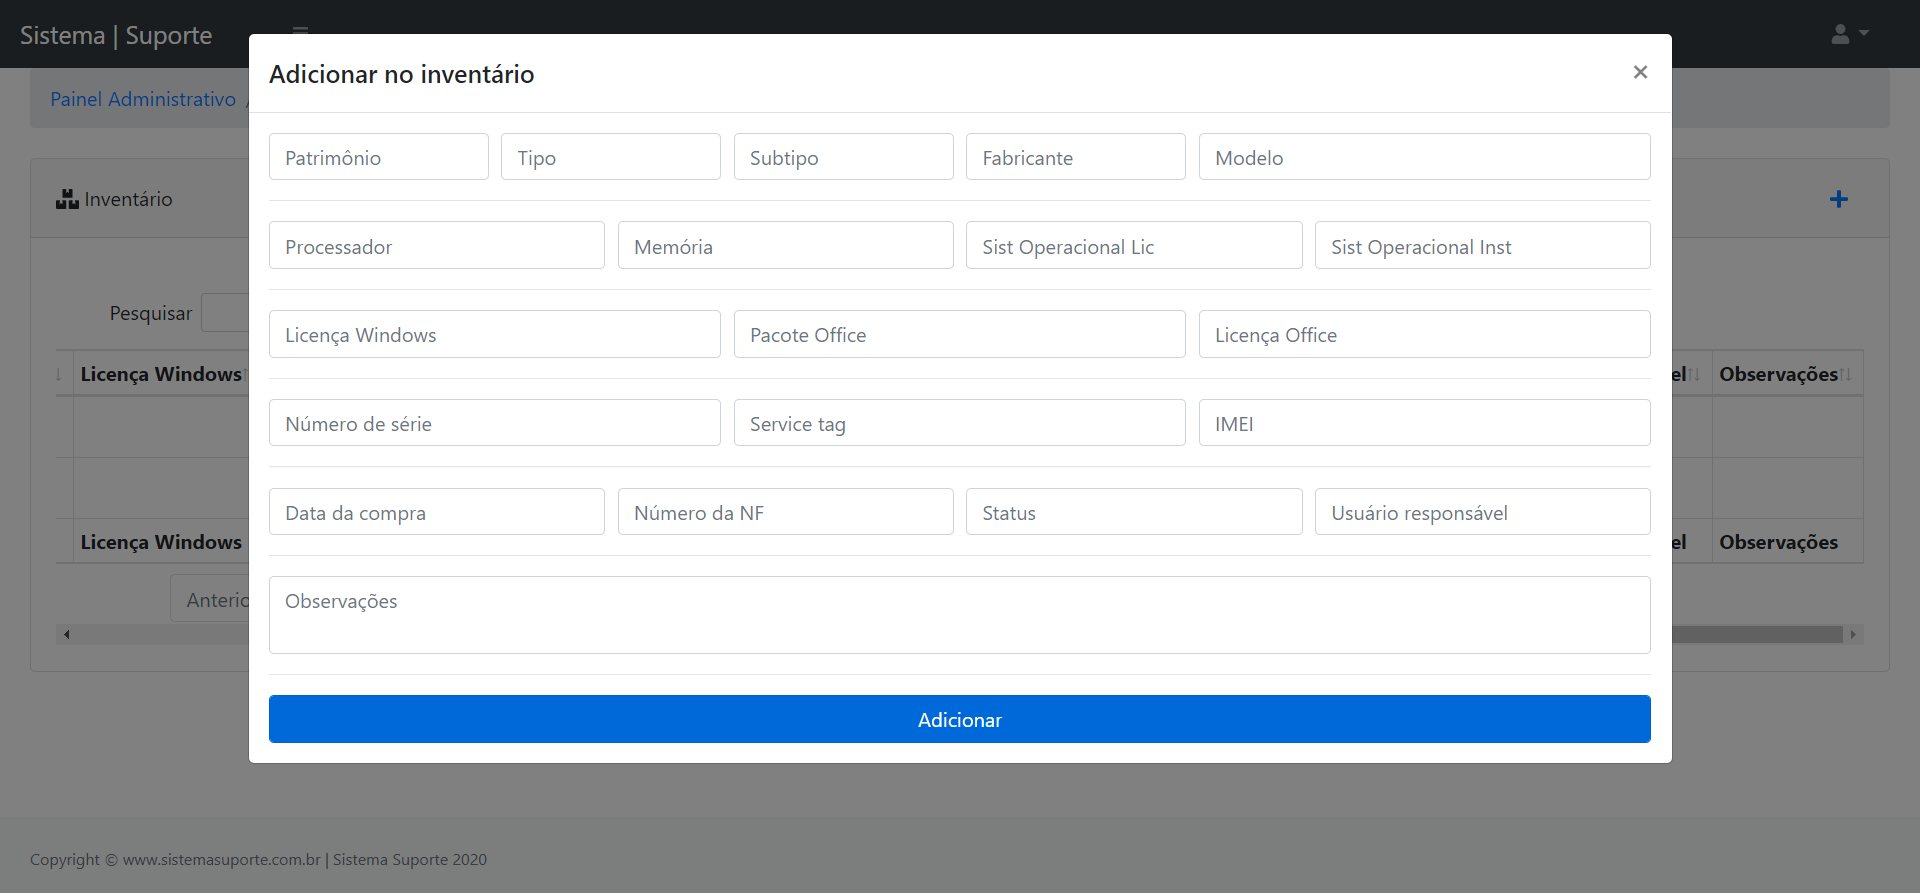 Sistema | Suporte
Adicionar no inventário
×
Painel Administrativo /
Patrimônio Tipo Subtipo Fabricante Modelo
Inventário
Processador Memória Sist Operacional Lic Sist Operacional Inst
Pesquisar
Licença Windows Pacote Office Licença Office
Licença Windows el Observações
Número de série Service tag IMEI
Data da compra Número da NF Status Usuário responsável
Licença Windows el Observações
Observações
Anterio
Adicionar
Copyright © www.sistemasuporte.com.br | Sistema Suporte 2020